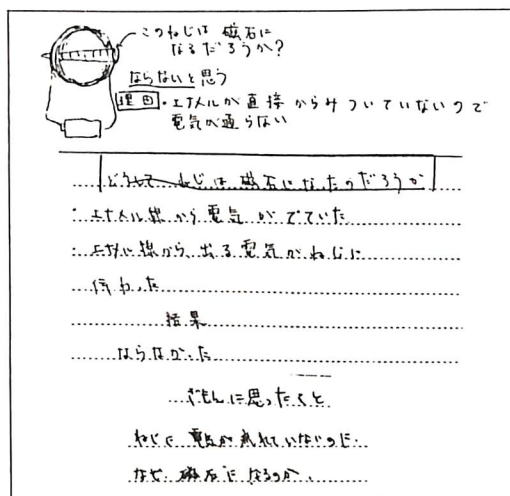 このねじは 磁石に
なるだろうか?
ならないと思う
理由・エナメルが直接からみついていないので
電気が通らない
どうして ねじは 磁石になったのだろうか
・エナメル線から電気がでていた
・エナメル線から、出る電気がねじに
伝わった
結果
ならなかった
ぎもんに思ったこと
ねじに 電気が流れていないのに、
なぜ、磁石になるのか、